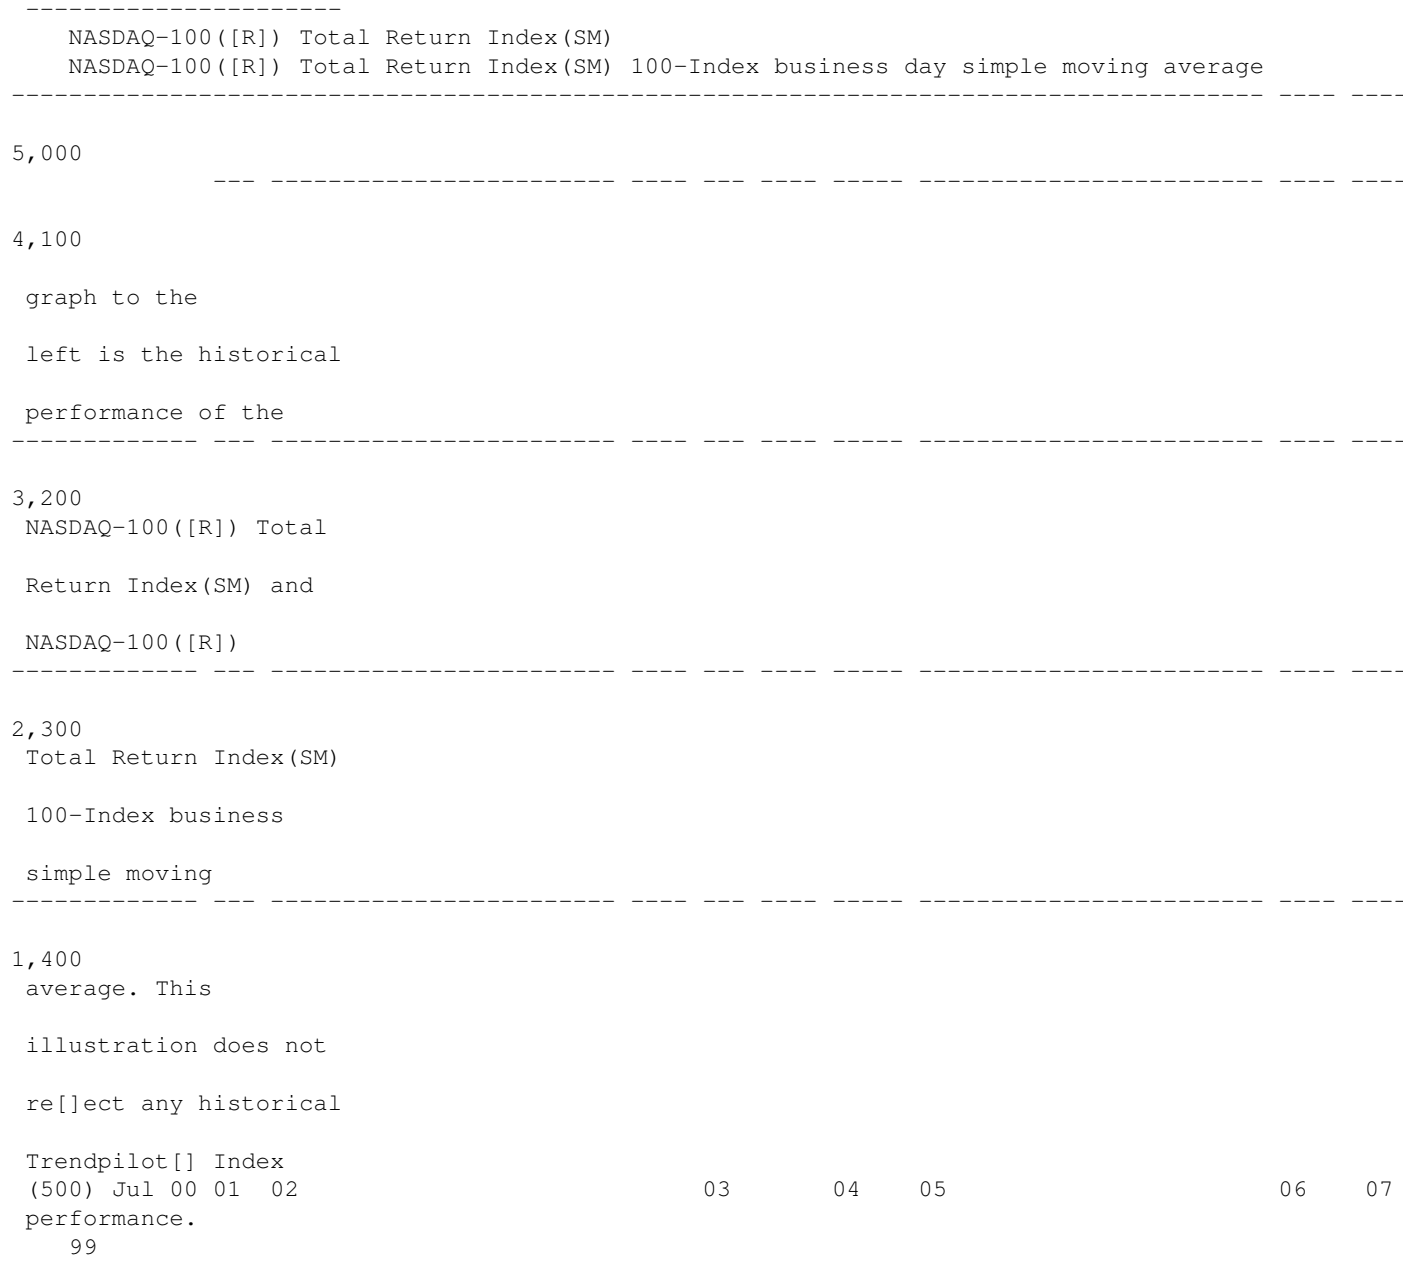 ----------------------
NASDAQ-100([R]) Total Return Index(SM)
NASDAQ-100([R]) Total Return Index(SM) 100-Index business day simple moving average
--------------------------------------------------------------------------------------- ---- ----
5,000
--- ------------------------ ---- --- ---- ----- ------------------------ ---- ----
4,100
graph to the
left is the historical
performance of the
------------- --- ------------------------ ---- --- ---- ----- ------------------------ ---- ----
3,200
NASDAQ-100([R]) Total
Return Index(SM) and
NASDAQ-100([R])
------------- --- ------------------------ ---- --- ---- ----- ------------------------ ---- ----
2,300
Total Return Index(SM)
100-Index business
simple moving
------------- --- ------------------------ ---- --- ---- ----- ------------------------ ---- ----
1,400
average. This
illustration does not
re[]ect any historical
Trendpilot[] Index
(500) Jul 00 01 02 03 04 05 06 07
performance.
99